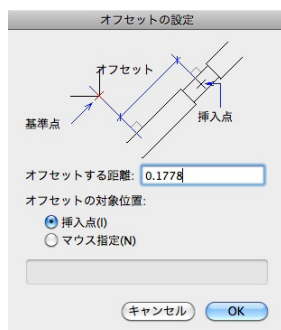 オフセットの設定
オフセット
基準点
挿入点
オフセットする距離: 0.1778
オフセットの対象位置:
挿入点(I)
マウス指定(N)
キャンセル OK